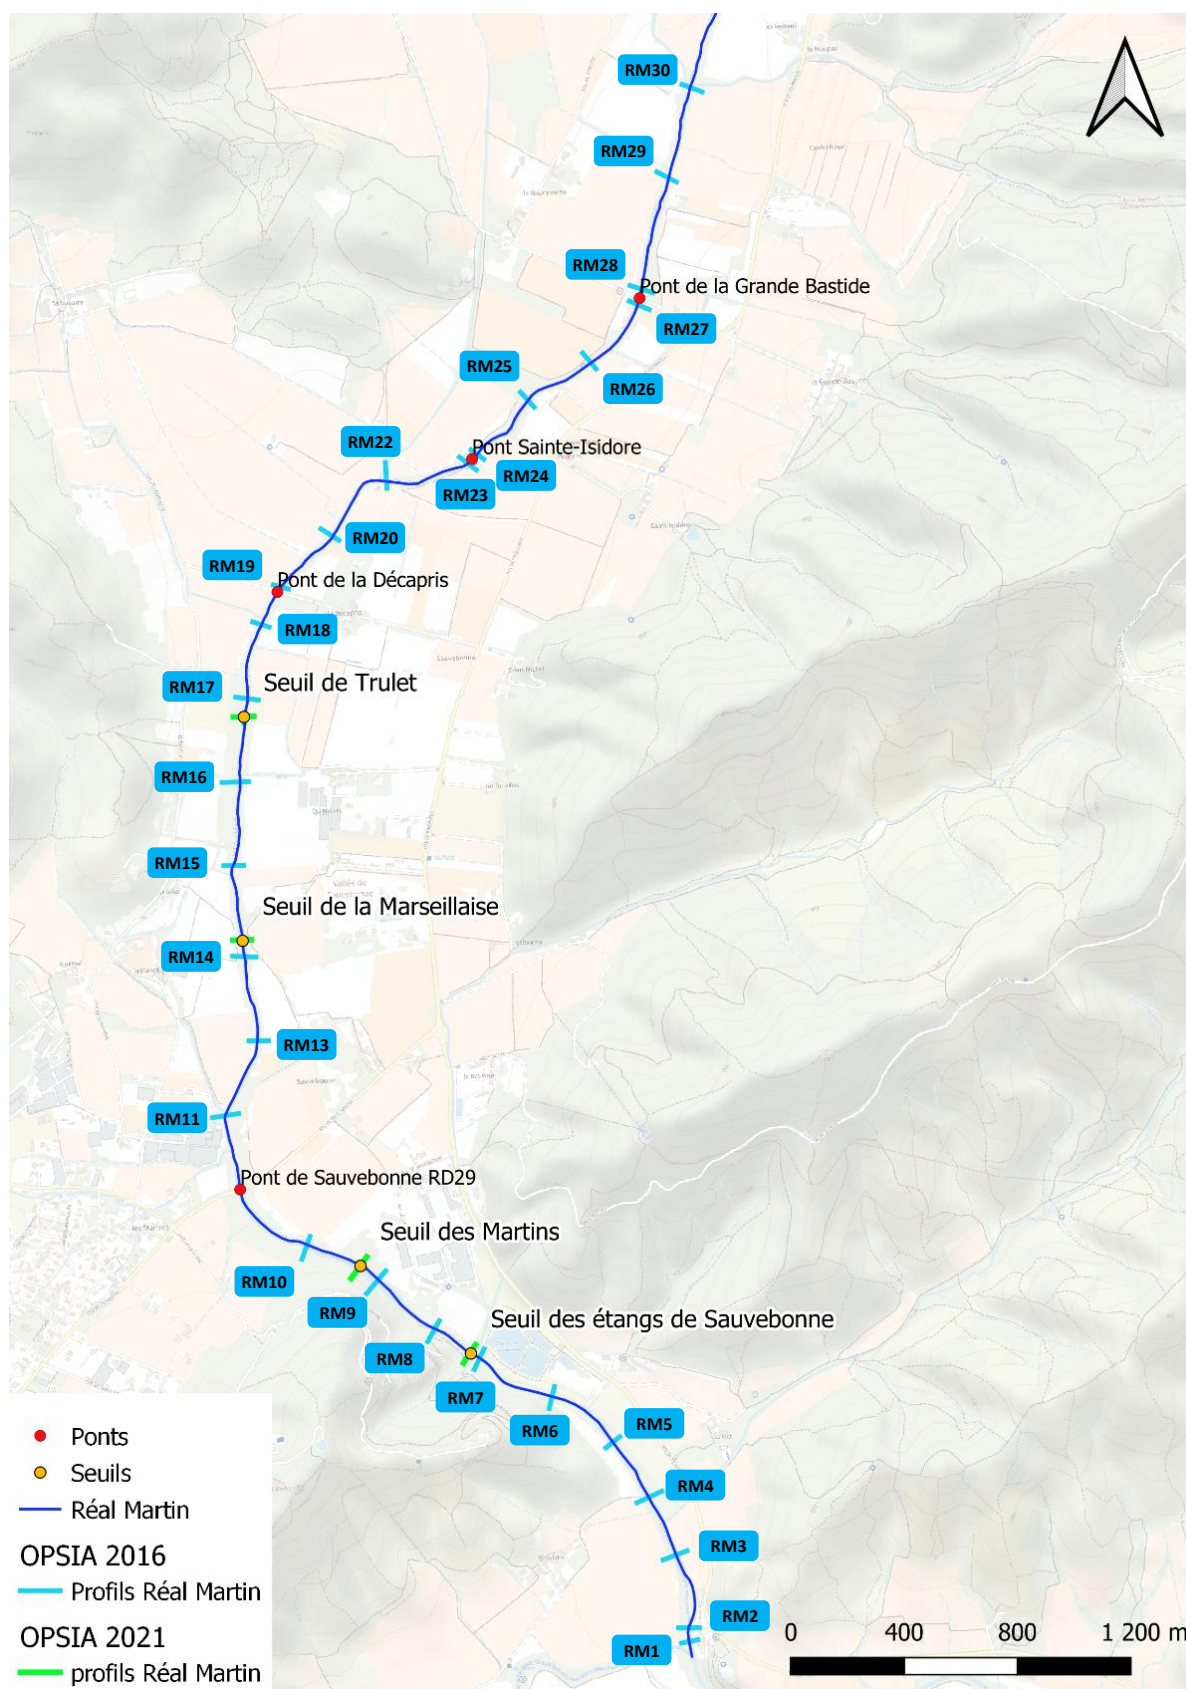 RM30
RM29
RM28
Pont de la Grande Bastide
RM27
RM25
RM26
RM22
Pont Sainte-Isidore
RM24
RM23
RM20
RM19
Pont de la Décapris
RM18
RM17
Seuil de Trulet
RM16
RM15
Seuil de la Marseillaise
RM14
RM13
RM11
Pont de Sauvebonne RD29
Seuil des Martins
RM10
RM9
Seuil des étangs de Sauvebonne
RM8
RM7
RM6
RM5
RM4
RM3
RM2
RM1
Ponts
Seuils
Réal Martin
OPSIA 2016
Profils Réal Martin
OPSIA 2021
profils Réal Martin
0 400 800 1 200 m